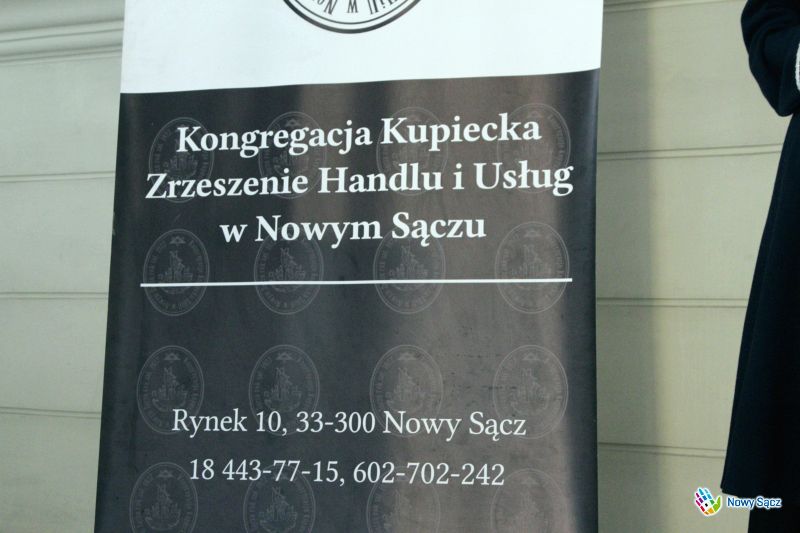 Kongregacja Kupiecka
Zrzeszenie Handlu i Usług
w Nowym Sączu
Rynek 10, 33-300 Nowy Sącz
18 443-77-15, 602-702-242
Nowy Sącz